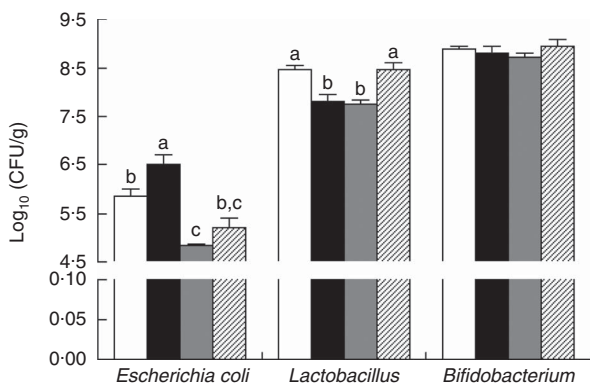 9·5
8·5
7·5
6·5
5·5
4·5
0·10
0·05
0·00
Log₁₀ (CFU/g)
b
a
c
b,c
a
b
b
a
Escherichia coli
Lactobacillus
Bifidobacterium